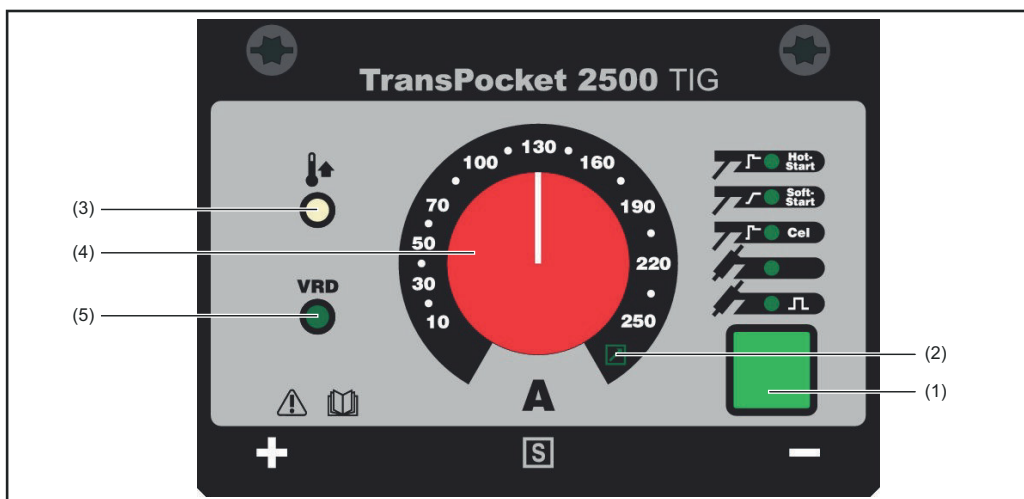 TransPocket 2500 TIG
130
100
160
70
190
50
220
30
250
10
A
Hot-
Start
Soft-
Start
Cel
VRD
(3)
(4)
(5)
(2)
(1)
+
S
−